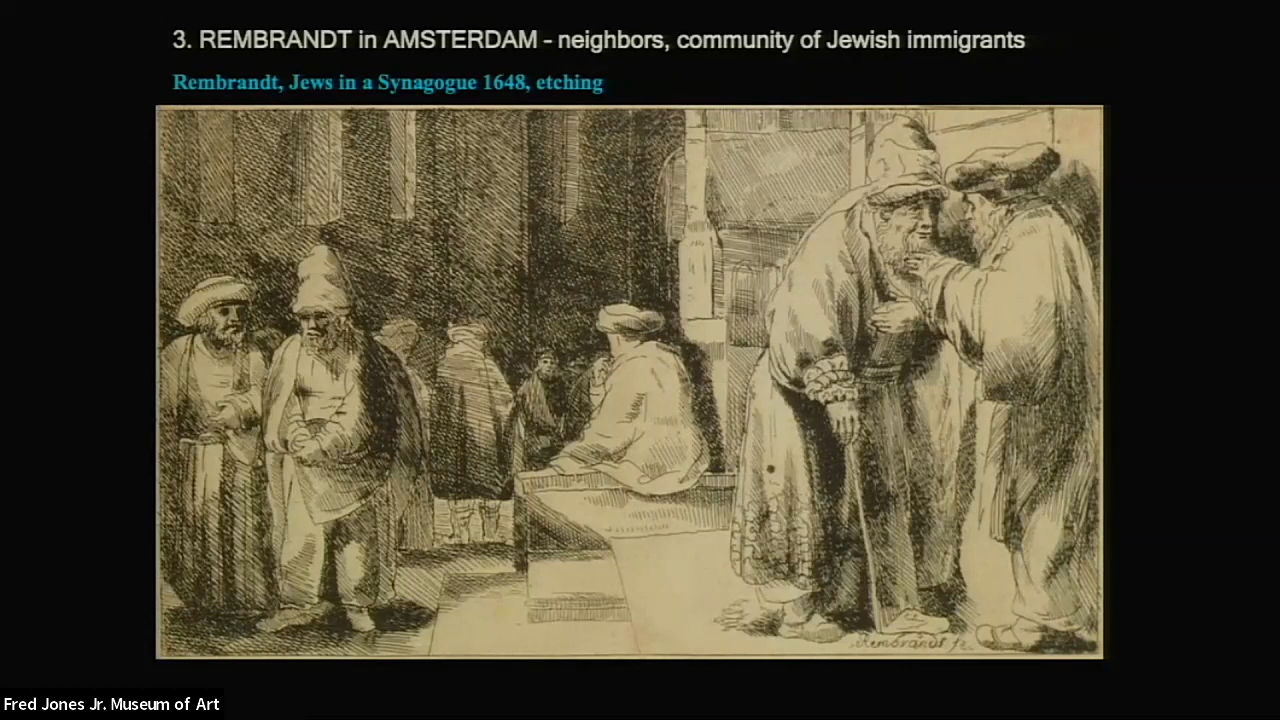 3. REMBRANDT in AMSTERDAM - neighbors, community of Jewish immigrants
Rembrandt, Jews in a Synagogue 1648, etching
Rembrandt fe.
Fred Jones Jr. Museum of Art